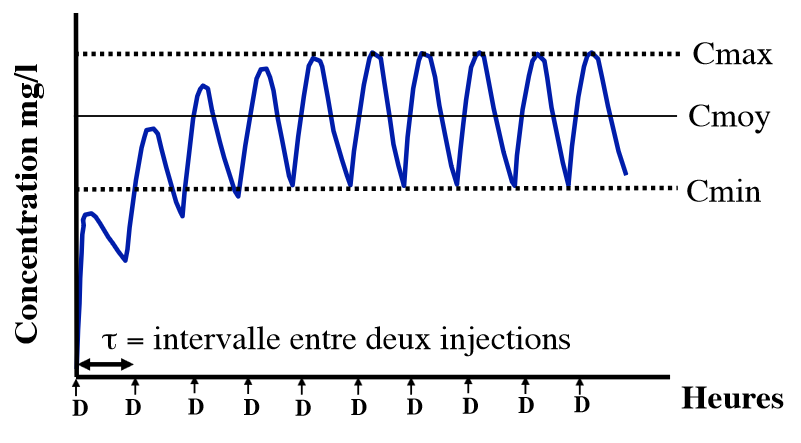 Concentration mg/l
Cmax
Cmoy
Cmin
τ = intervalle entre deux injections
D D D D D D D D D D
Heures